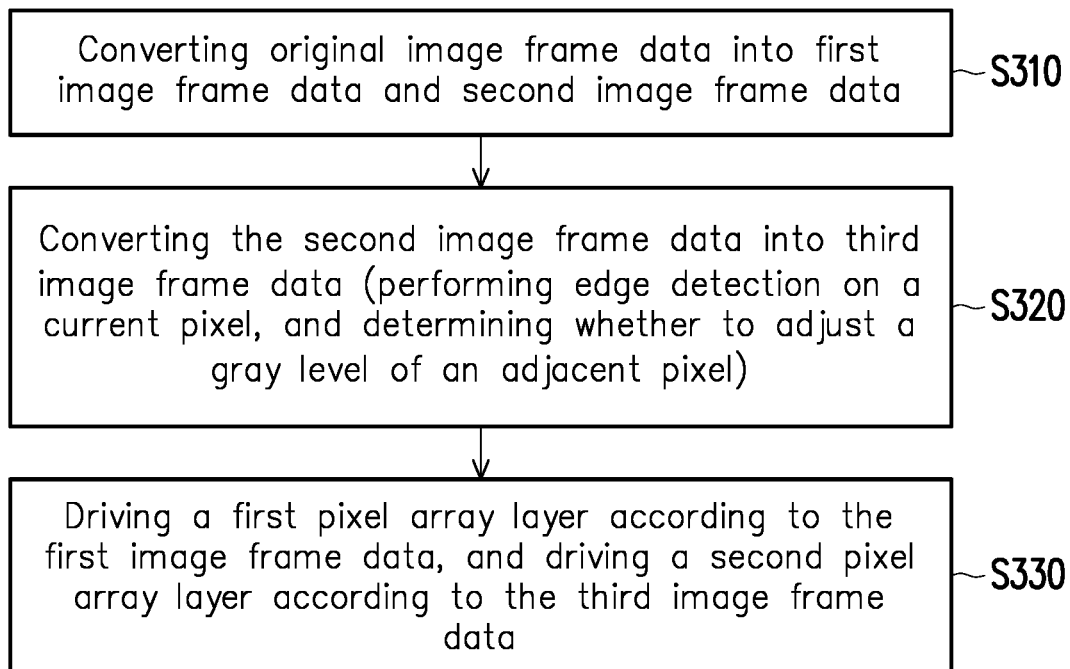 Converting original image frame data into first
image frame data and second image frame data
S310
Converting the second image frame data into third
image frame data (performing edge detection on a
current pixel, and determining whether to adjust a
gray level of an adjacent pixel)
S320
Driving a first pixel array layer according to the
first image frame data, and driving a second pixel
array layer according to the third image frame
data
S330